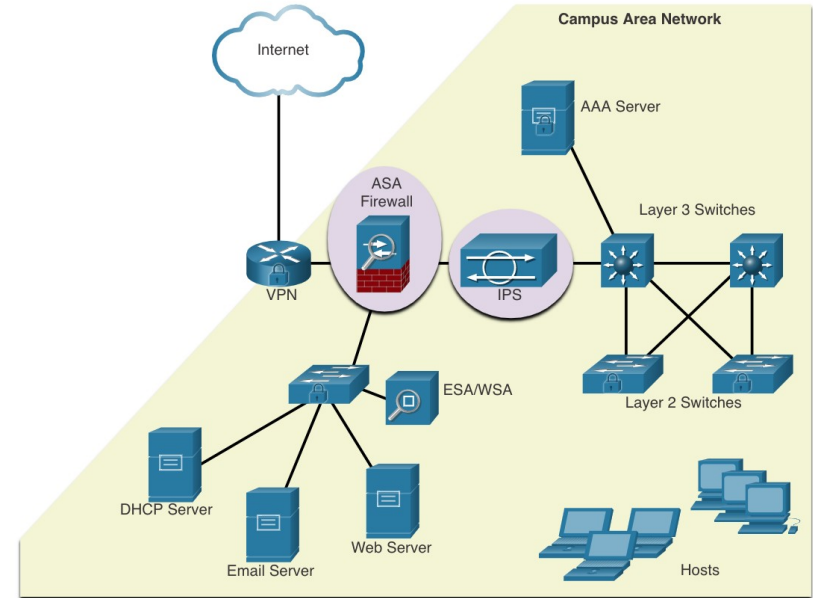 Campus Area Network
Internet
AAA Server
ASA
Firewall
Layer 3 Switches
VPN
IPS
ESA/WSA
Layer 2 Switches
DHCP Server
Web Server
Email Server
Hosts